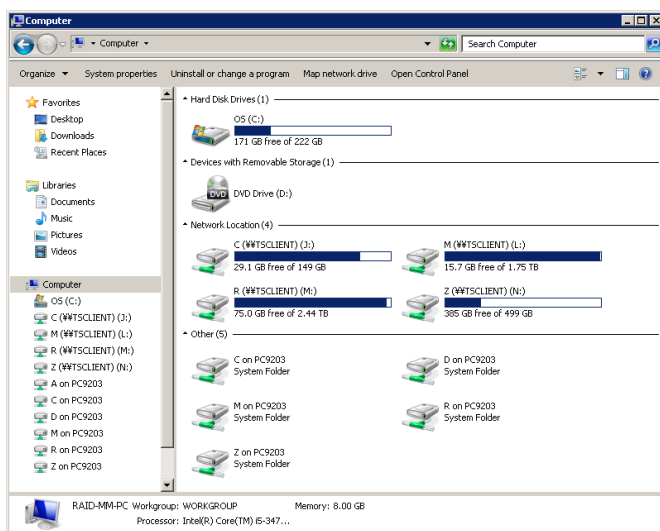 Computer
Computer
Search Computer
Organize System properties Uninstall or change a program Map network drive Open Control Panel
Favorites
Desktop
Downloads
Recent Places
Libraries
Documents
Music
Pictures
Videos
Computer
OS (C:)
C (¥¥TSCLIENT) (J:)
M (¥¥TSCLIENT) (L:)
R (¥¥TSCLIENT) (M:)
Z (¥¥TSCLIENT) (N:)
A on PC9203
C on PC9203
D on PC9203
M on PC9203
R on PC9203
Z on PC9203
Hard Disk Drives (1)
OS (C:)
171 GB free of 222 GB
Devices with Removable Storage (1)
DVD
DVD Drive (D:)
Network Location (4)
C (¥¥TSCLIENT) (J:)
29.1 GB free of 149 GB
M (¥¥TSCLIENT) (L:)
15.7 GB free of 1.75 TB
R (¥¥TSCLIENT) (M:)
75.0 GB free of 2.44 TB
Z (¥¥TSCLIENT) (N:)
385 GB free of 499 GB
Other (5)
C on PC9203
System Folder
D on PC9203
System Folder
M on PC9203
System Folder
R on PC9203
System Folder
Z on PC9203
System Folder
RAID-MM-PC Workgroup: WORKGROUP Memory: 8.00 GB
Processor: Intel(R) Core(TM) i5-347...